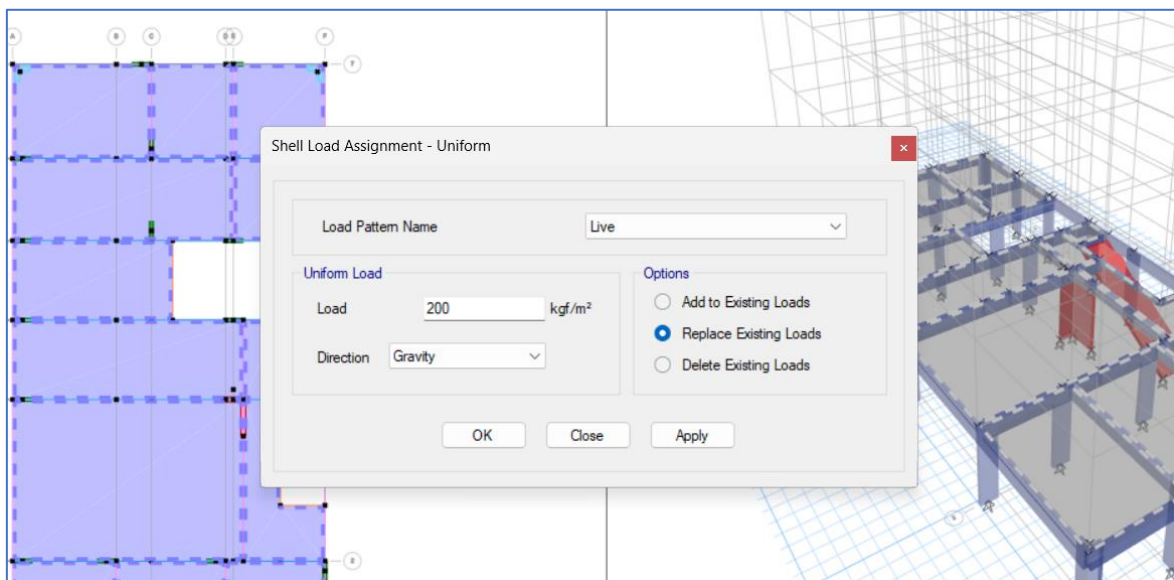 A B C D F
F
Shell Load Assignment - Uniform
Load Pattern Name Live
Uniform Load
Load 200 kgf/m²
Direction Gravity
Options
Add to Existing Loads
Replace Existing Loads
Delete Existing Loads
OK Close Apply